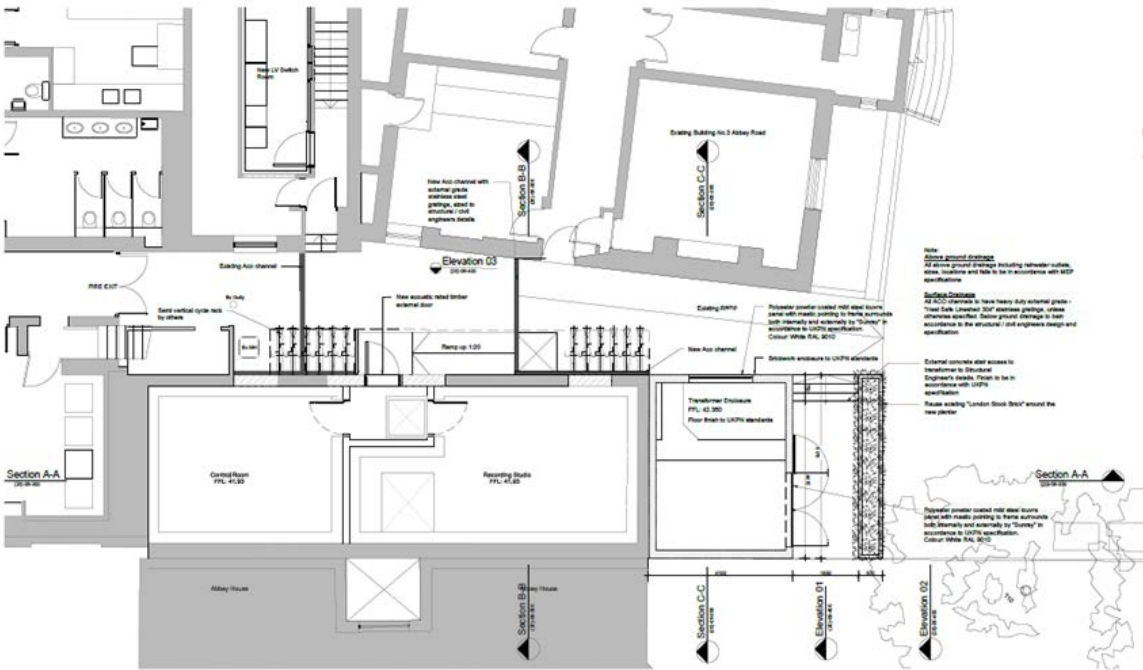 New LV Switch
Room
Existing Building No.3 Abbey Road
Section B-B
Section C-C
New Aco channel with
external grade
stainless steel
gratings, sized to
structural / civil
engineers details
Elevation 03
Existing Aco channel
FIRE EXIT
Semi vertical cycle rack
by others
New acoustic rated timber
external door
Existing ramp
Ramp up 1:20
New Aco channel
Polyester powder coated mild steel louvre
panel with mastic pointing to frame surrounds
both internally and externally by "Sunray" in
accordance to UKPN specification.
Colour: White RAL 9010
Brickwork enclosure to UKPN standards
Note:
Above ground drainage
All above ground drainage including rainwater outlets,
sizes, locations and falls to be in accordance with MEP
specifications
Surface Drainage
All ACO channels to have heavy duty external grade -
"Heel Safe Linesheet 304" stainless gratings, unless
otherwise specified. Below ground drainage to be in
accordance to the structural / civil engineers design and
specification.
External concrete stair access to
transformer to Structural
Engineer's details. Finish to be in
accordance with UKPN
specification
Reuse existing "London Stock Brick" around the
new planter
Transformer Enclosure
FFL: 42.350
Floor finish to UKPN standards
Section A-A
Control Room
FFL: 41.93
Recording Studio
FFL: 41.93
Section A-A
Polyester powder coated mild steel louvre
panel with mastic pointing to frame surrounds
both internally and externally by "Sunray" in
accordance to UKPN specification.
Colour: White RAL 9010
Abbey House
Abbey House
Section B-B
Section C-C
Elevation 01
Elevation 02